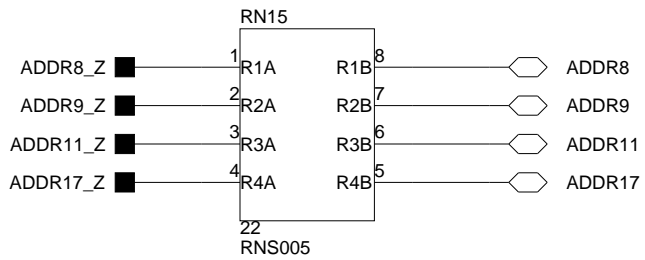 RN15
ADDR8_Z 1 R1A R1B 8 ADDR8
ADDR9_Z 2 R2A R2B 7 ADDR9
ADDR11_Z 3 R3A R3B 6 ADDR11
ADDR17_Z 4 R4A R4B 5 ADDR17
22
RNS005